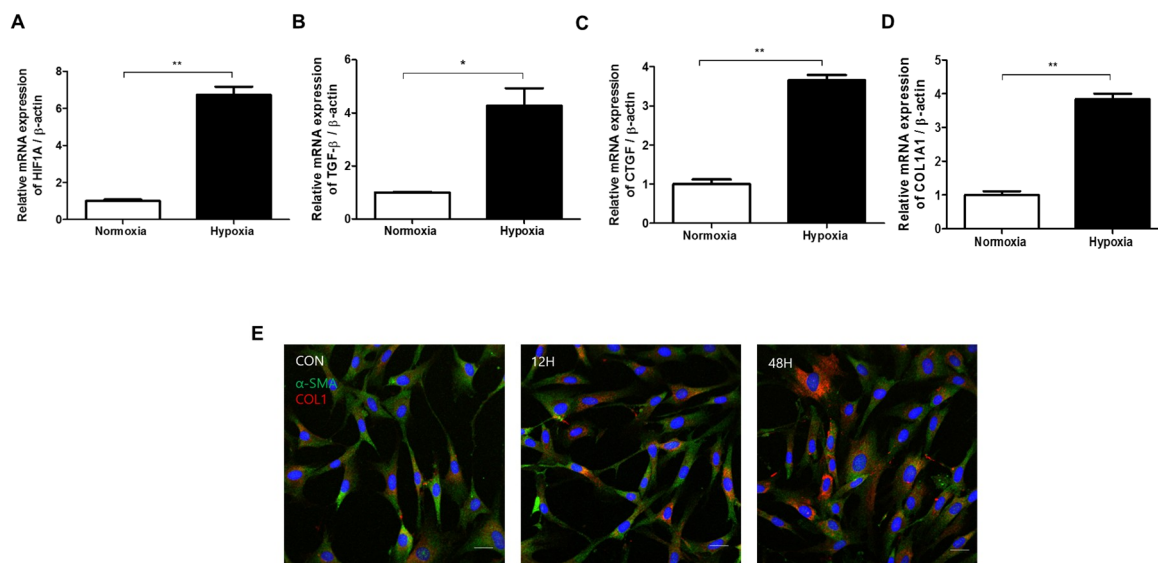 A
Relative mRNA expression
of HIF1A / β-actin
8
6
4
2
0
**
Normoxia
Hypoxia
B
Relative mRNA expression
of TGF-β / β-actin
6
4
2
0
*
Normoxia
Hypoxia
C
Relative mRNA expression
of CTGF / β-actin
4
3
2
1
0
**
Normoxia
Hypoxia
D
Relative mRNA expression
of COL1A1 / β-actin
5
4
3
2
1
0
**
Normoxia
Hypoxia
E
CON
α-SMA
COL1
12H
48H